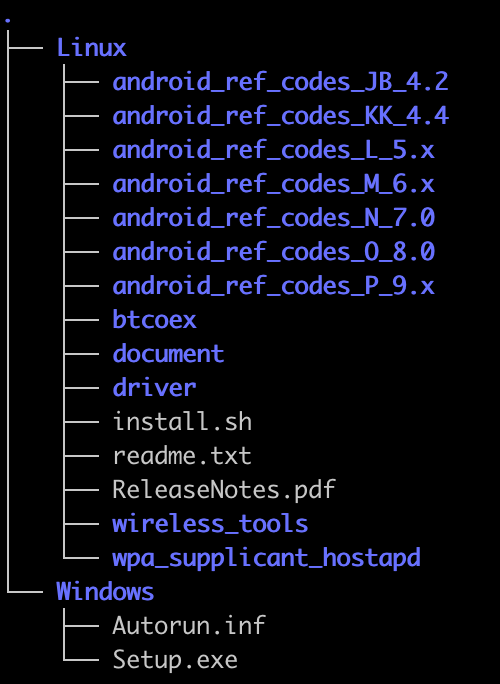 .
├── Linux
│   ├── android_ref_codes_JB_4.2
│   ├── android_ref_codes_KK_4.4
│   ├── android_ref_codes_L_5.x
│   ├── android_ref_codes_M_6.x
│   ├── android_ref_codes_N_7.0
│   ├── android_ref_codes_O_8.0
│   ├── android_ref_codes_P_9.x
│   ├── btcoex
│   ├── document
│   ├── driver
│   ├── install.sh
│   ├── readme.txt
│   ├── ReleaseNotes.pdf
│   ├── wireless_tools
│   └── wpa_supplicant_hostapd
└── Windows
    ├── Autorun.inf
    └── Setup.exe